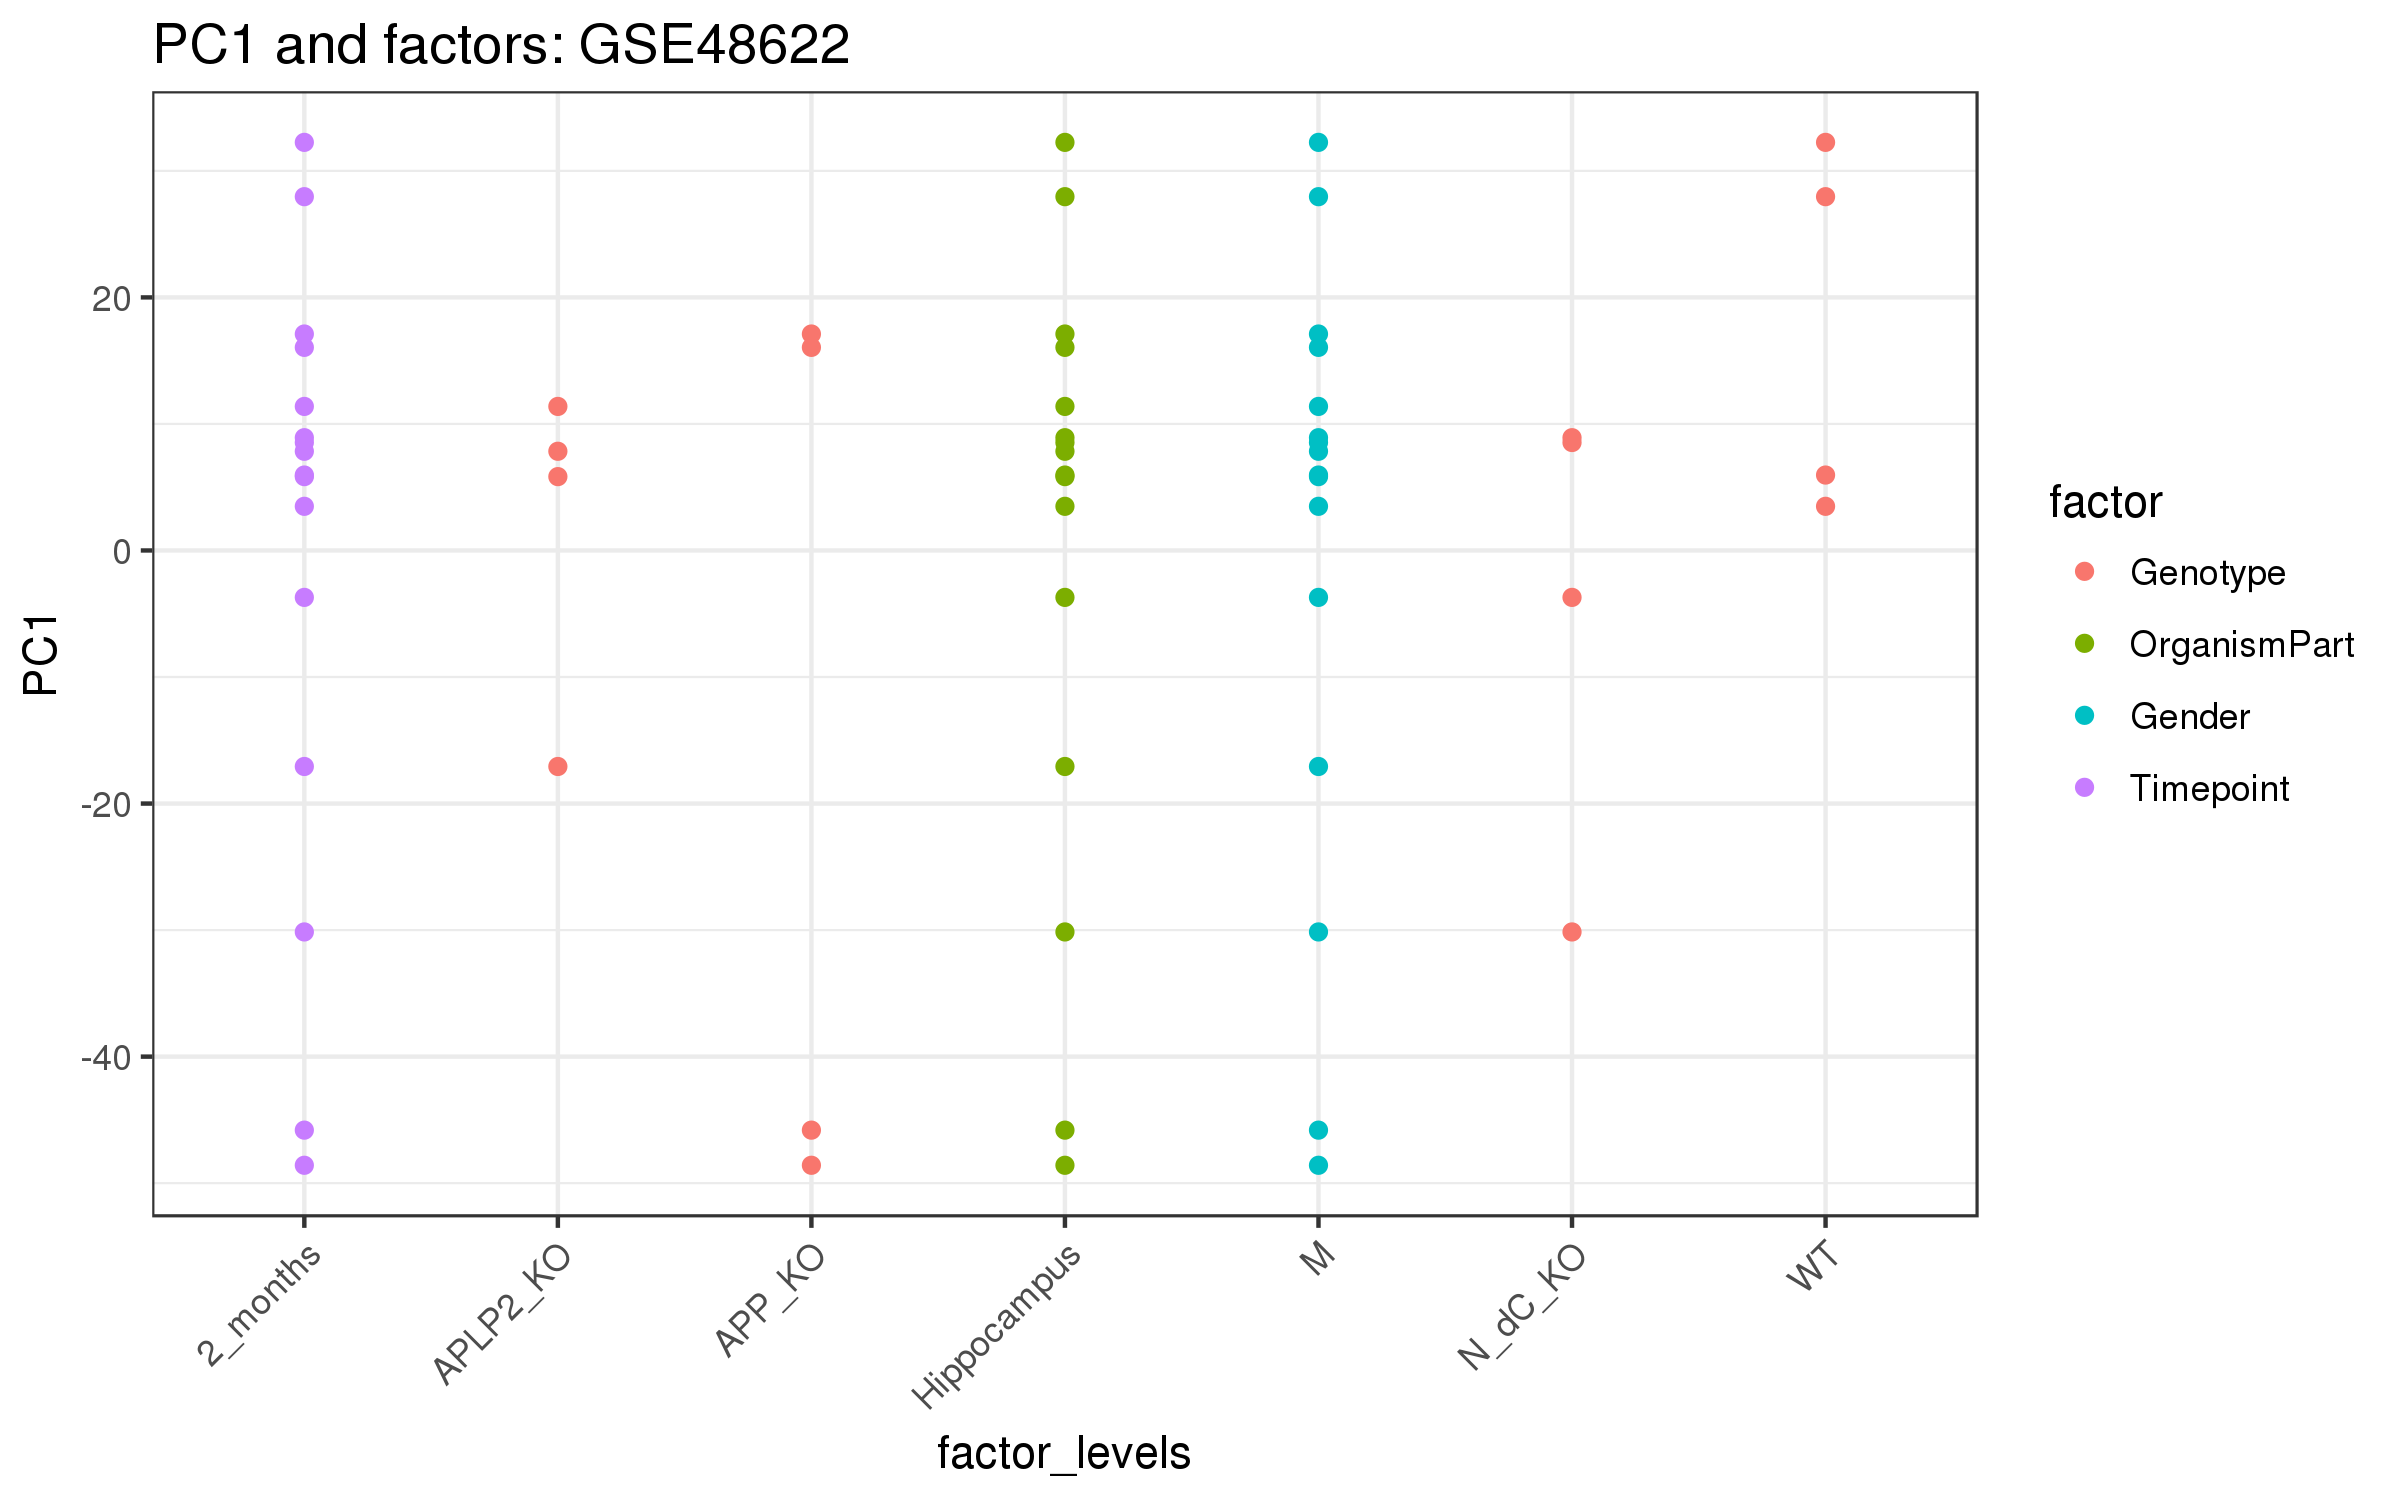 PC1 and factors: GSE48622
PC1
20
0
-20
-40
2_months
APLP2_KO
APP_KO
Hippocampus
M
N_dC_KO
WT
factor_levels
factor
Genotype
OrganismPart
Gender
Timepoint